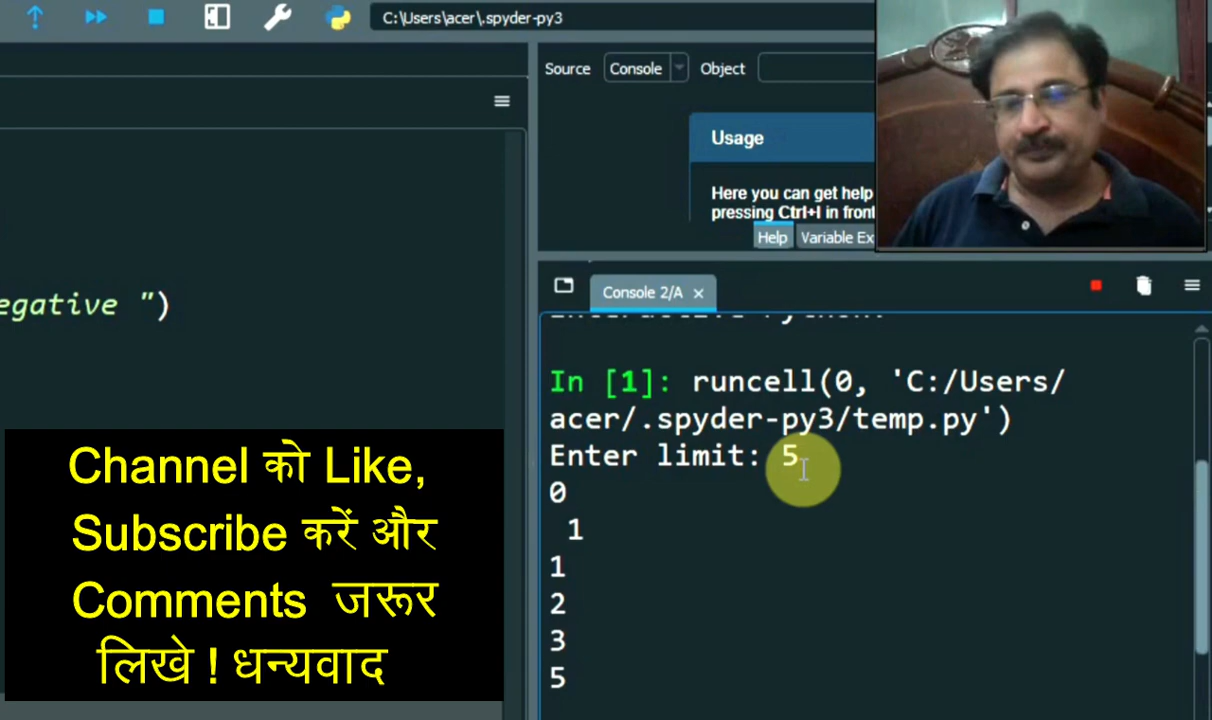 C:\Users\acer\.spyder-py3
Source Console Object
Usage
Here you can get help
pressing Ctrl+I in front
Help Variable Ex
egative ")
Console 2/A
Interactive Python.
In [1]: runcell(0, 'C:/Users/
acer/.spyder-py3/temp.py')
Enter limit: 5
0
1
1
2
3
5
Channel को Like,
Subscribe करें और
Comments जरूर
लिखे ! धन्यवाद